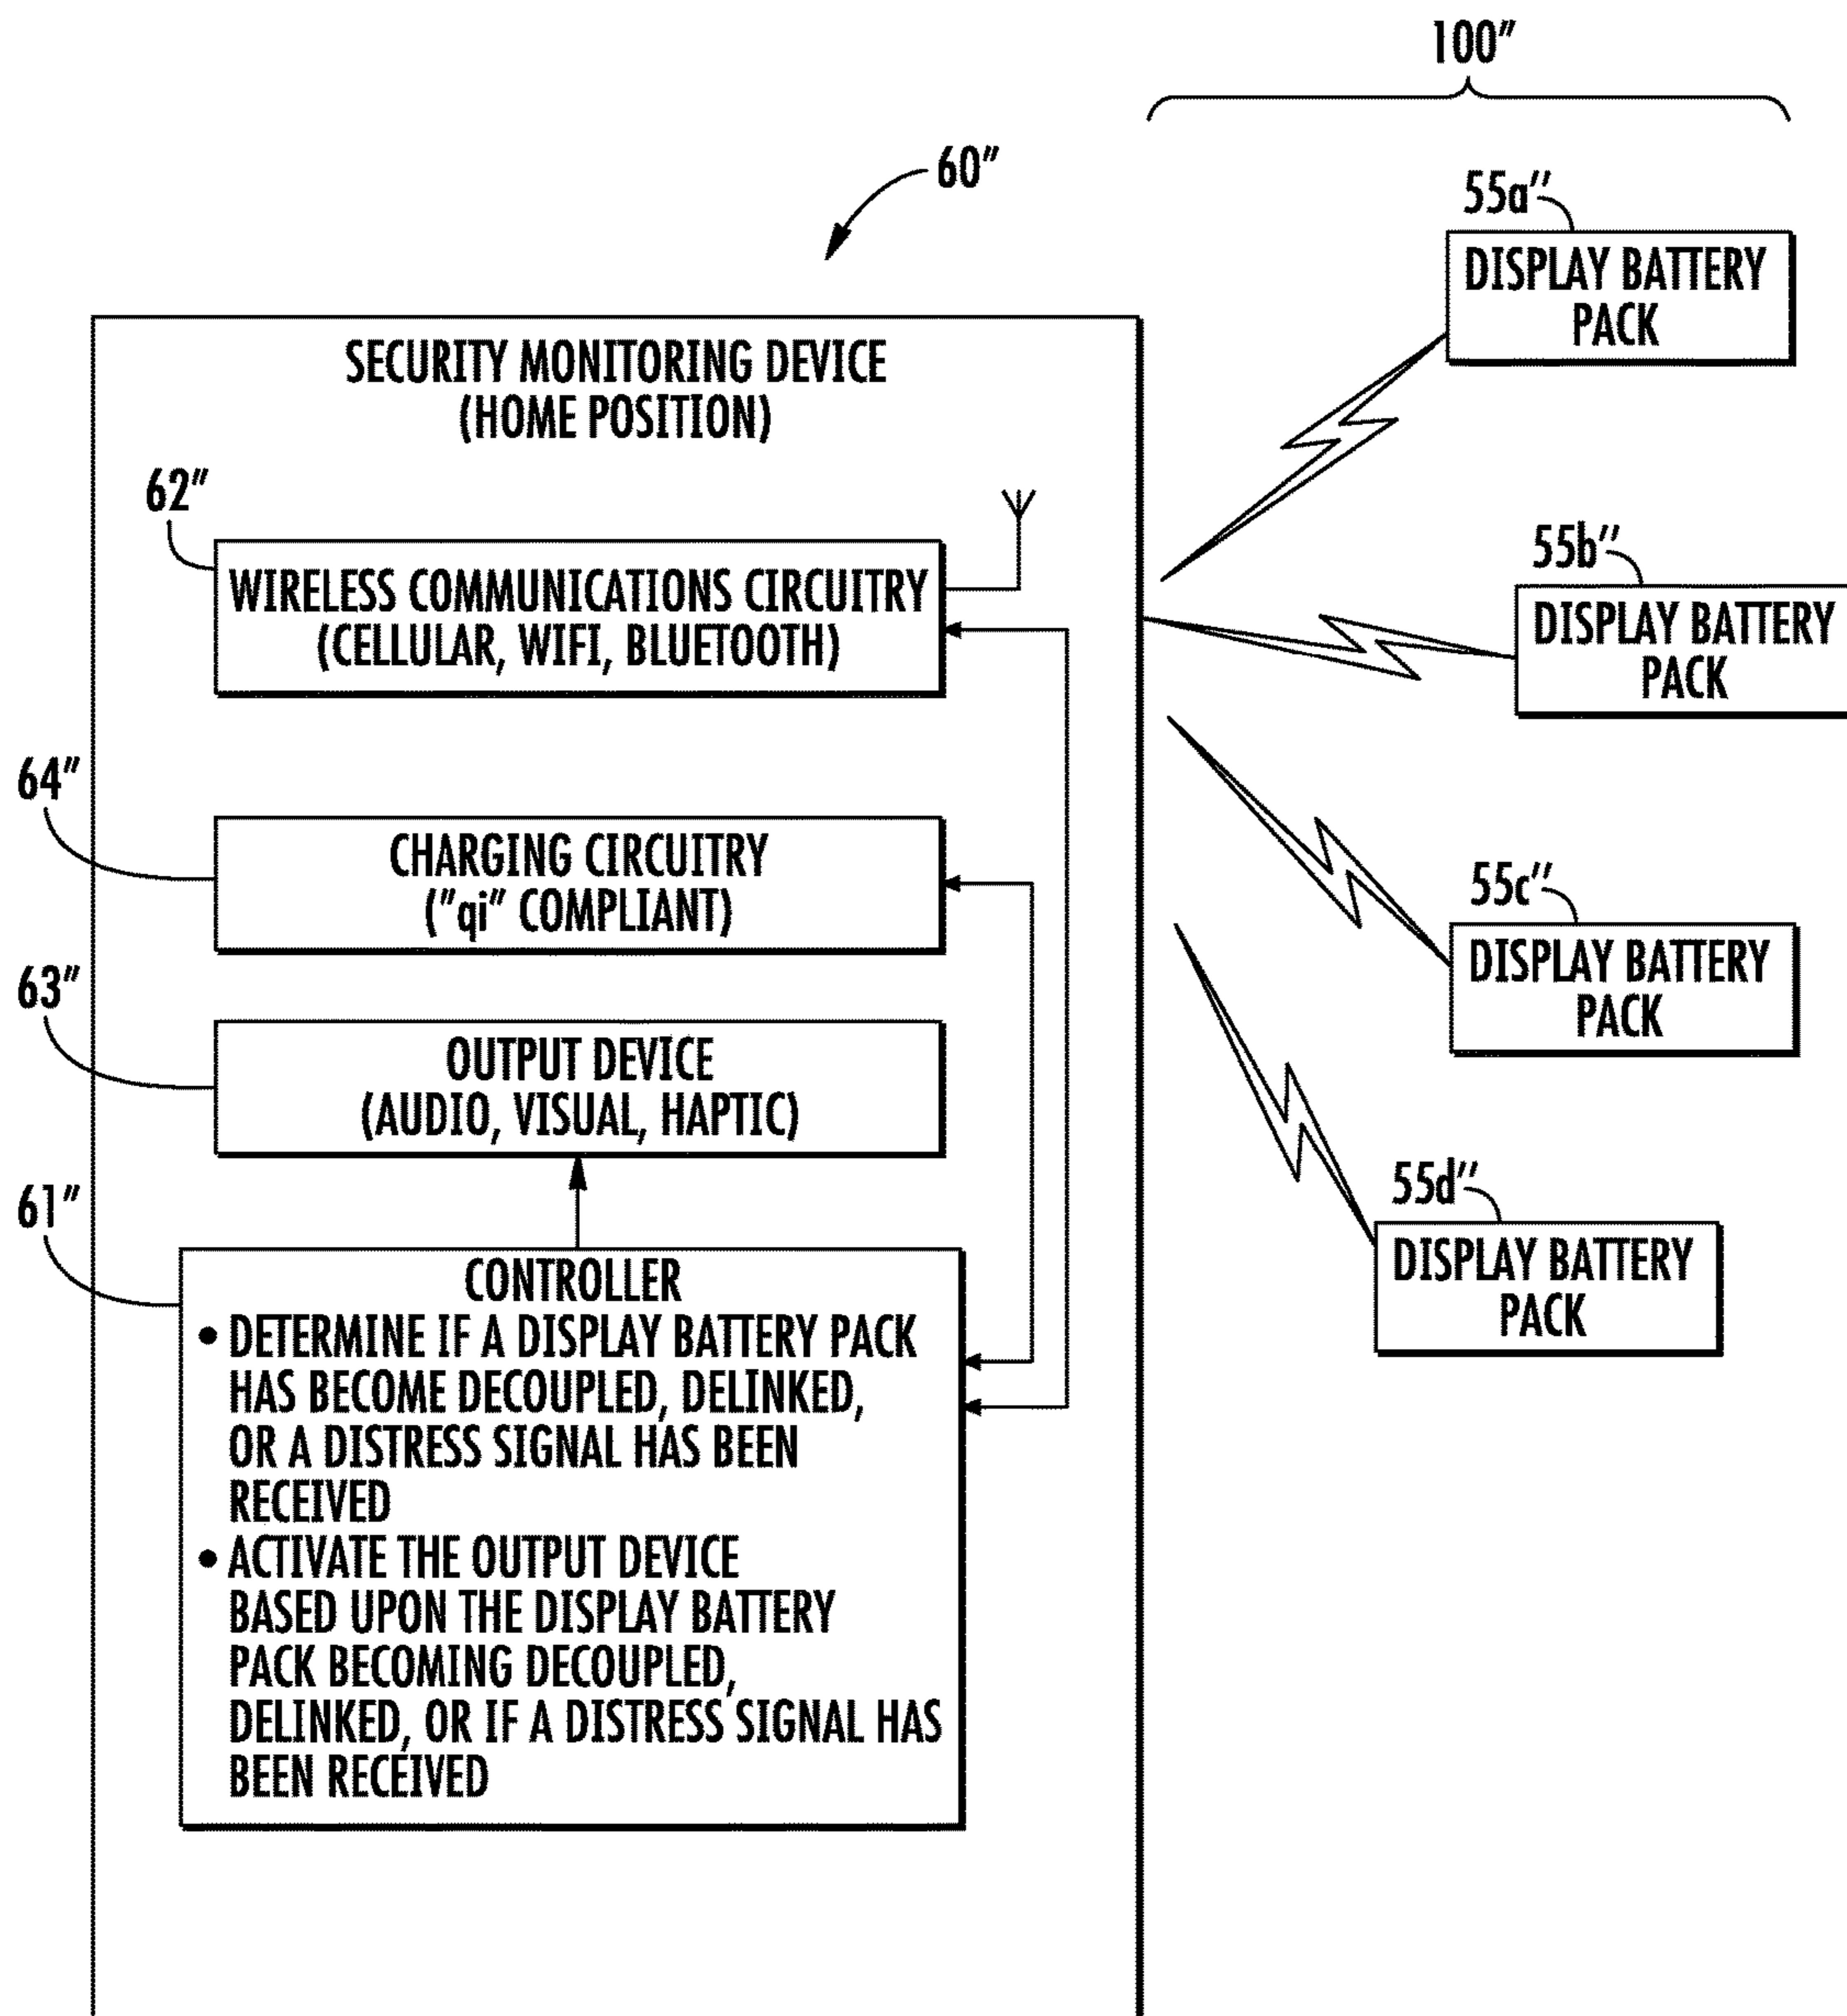 100"
60"
55a''
DISPLAY BATTERY
PACK
SECURITY MONITORING DEVICE
(HOME POSITION)
62"
WIRELESS COMMUNICATIONS CIRCUITRY
(CELLULAR, WIFI, BLUETOOTH)
55b''
DISPLAY BATTERY
PACK
64"
CHARGING CIRCUITRY
("qi" COMPLIANT)
55c''
DISPLAY BATTERY
PACK
63"
OUTPUT DEVICE
(AUDIO, VISUAL, HAPTIC)
55d''
DISPLAY BATTERY
PACK
61"
CONTROLLER
• DETERMINE IF A DISPLAY BATTERY PACK
HAS BECOME DECOUPLED, DELINKED,
OR A DISTRESS SIGNAL HAS BEEN
RECEIVED
• ACTIVATE THE OUTPUT DEVICE
BASED UPON THE DISPLAY BATTERY
PACK BECOMING DECOUPLED,
DELINKED, OR IF A DISTRESS SIGNAL HAS
BEEN RECEIVED